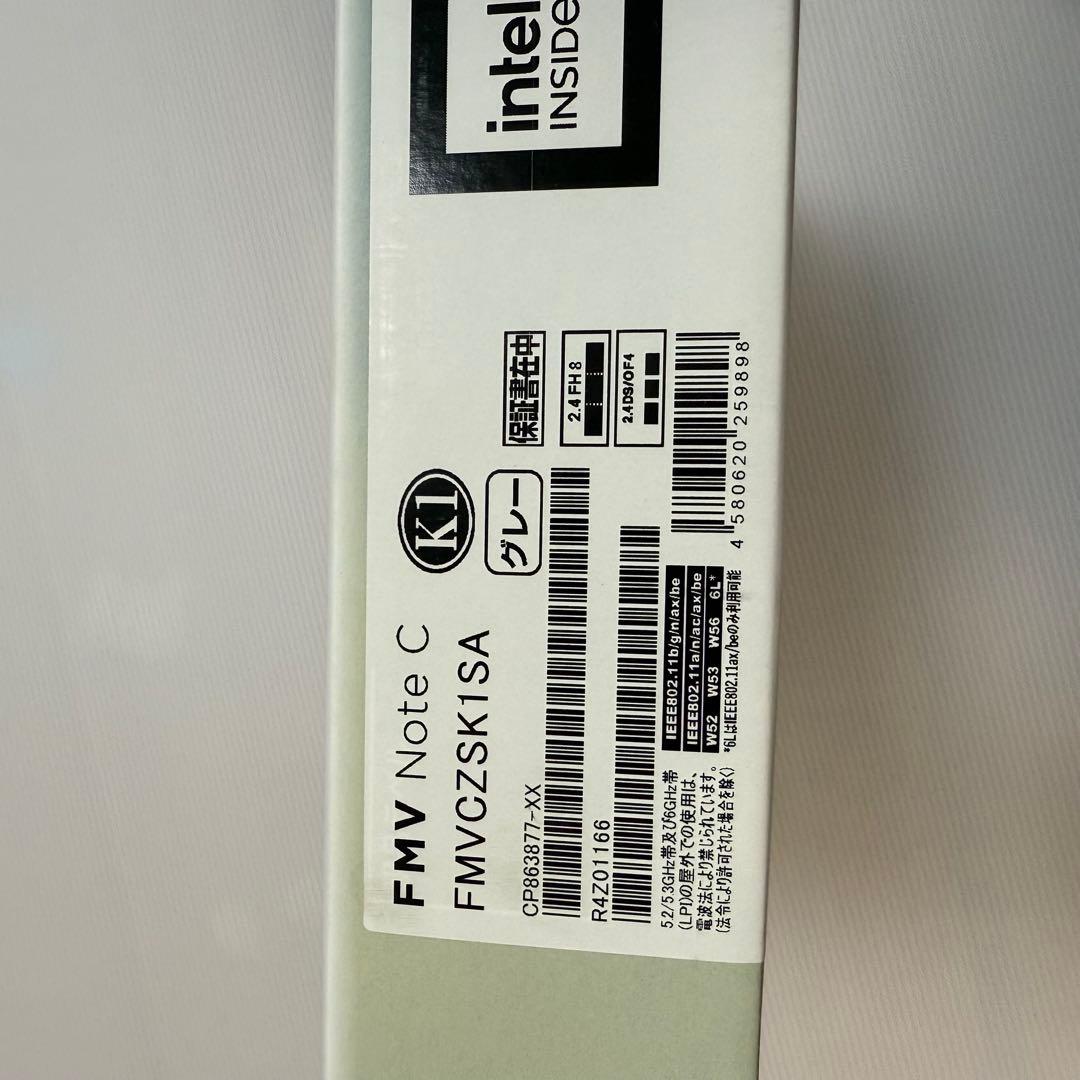 FMV Note C
FMVCZSK1SA
K1
グレー
保証書在中
CP863877-XX
R4Z01166
2.4 FH 8
2.4DS/OF4
5.2/5.3GHz帯及び6GHz帯
(LPI)の屋外での使用は、
電波法により禁じられています。
(法令により許可された場合を除く)
IEEE802.11b/g/n/ax/be
IEEE802.11a/n/ac/ax/be
W52 W53 W56 6L*
*6LはIEEE802.11ax/beのみ利用可能
4 580620 259898
intel
INSIDE